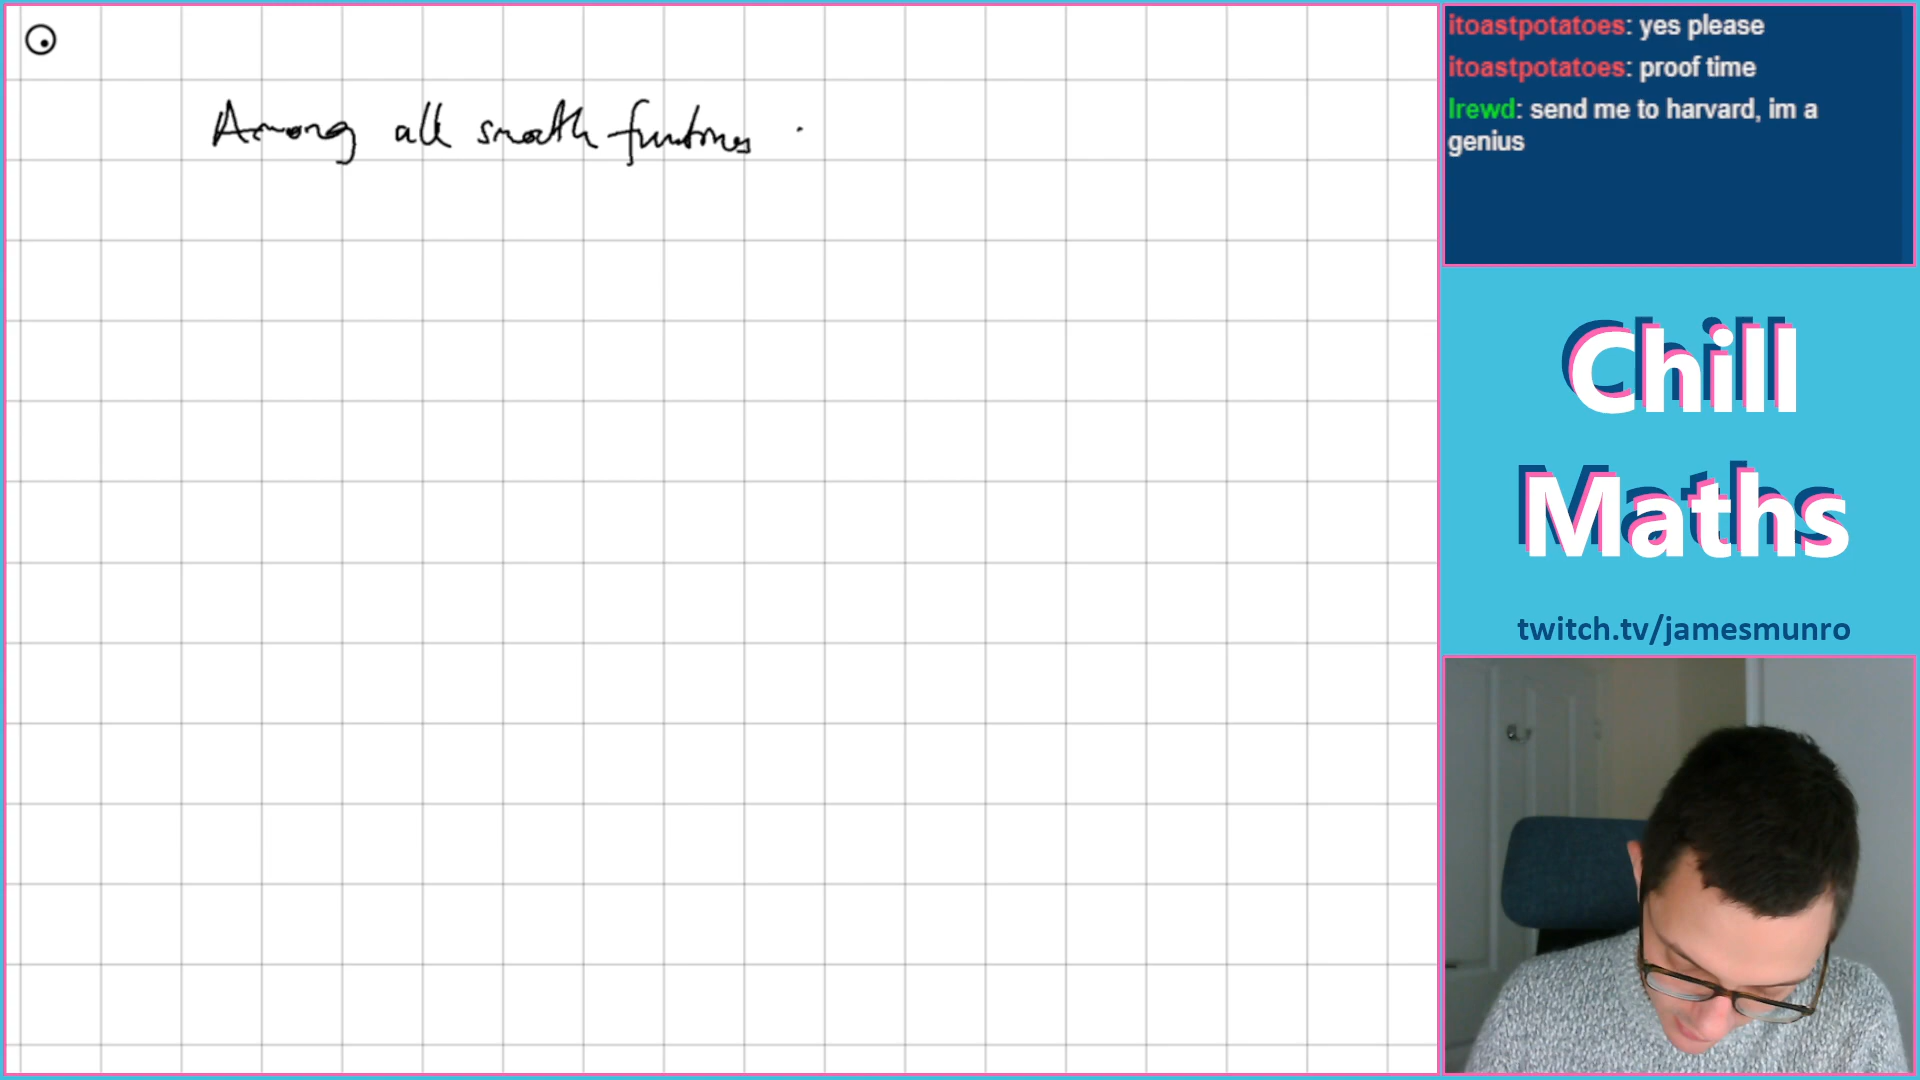 Among all smooth functions
itoastpotatoes: yes please
itoastpotatoes: proof time
lrewd: send me to harvard, im a
genius
Chill
Maths
twitch.tv/jamesmunro